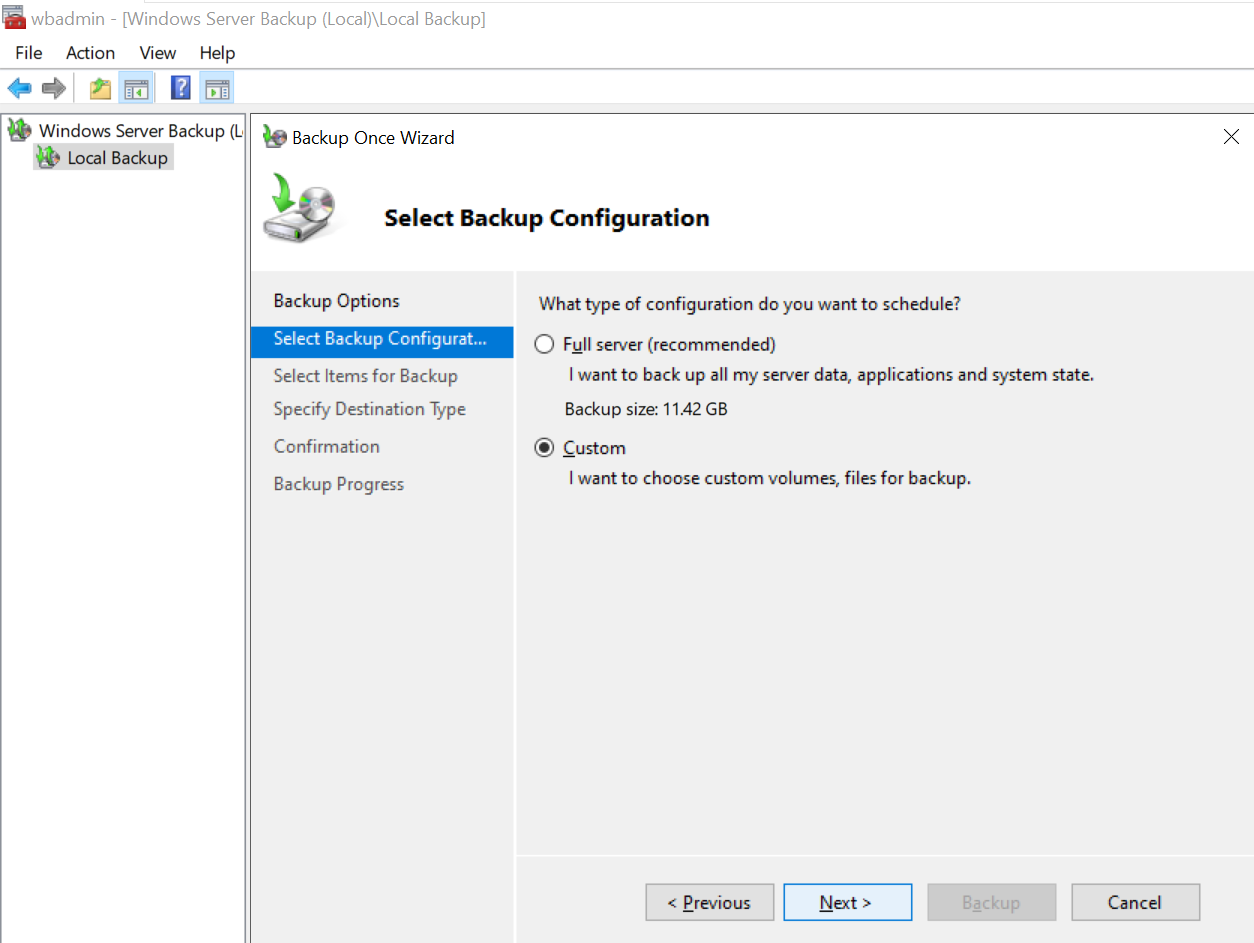 wbadmin - [Windows Server Backup (Local)\Local Backup]
File Action View Help
Windows Server Backup (L
Local Backup
Backup Once Wizard
Select Backup Configuration
Backup Options
Select Backup Configurat...
Select Items for Backup
Specify Destination Type
Confirmation
Backup Progress
What type of configuration do you want to schedule?
Full server (recommended)
I want to back up all my server data, applications and system state.
Backup size: 11.42 GB
Custom
I want to choose custom volumes, files for backup.
< Previous Next > Backup Cancel